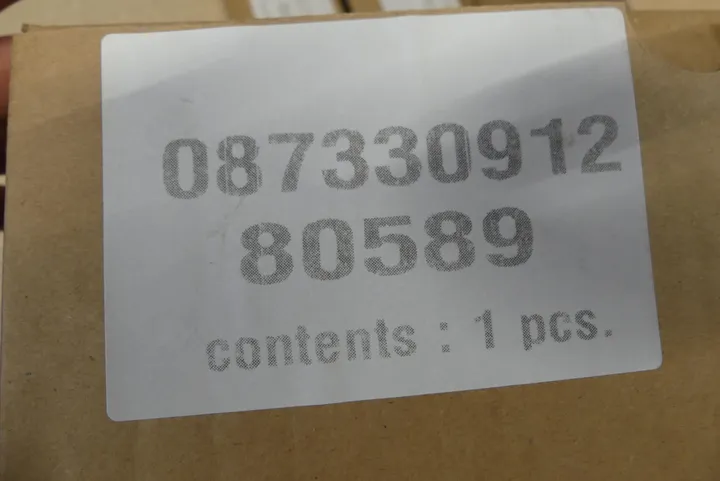 087330912
80589
contents : 1 pcs.